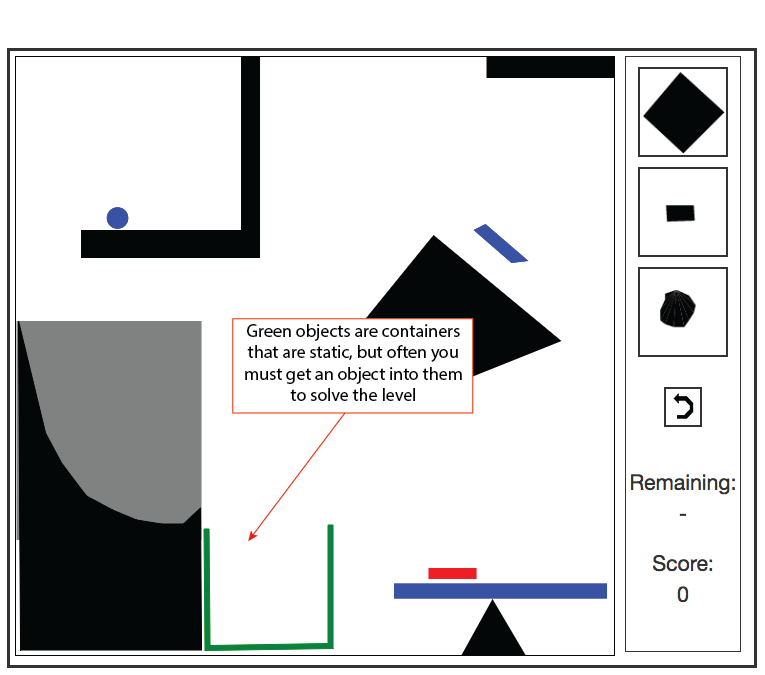 Green objects are containers
that are static, but often you
must get an object into them
to solve the level
Remaining:
-
Score:
0